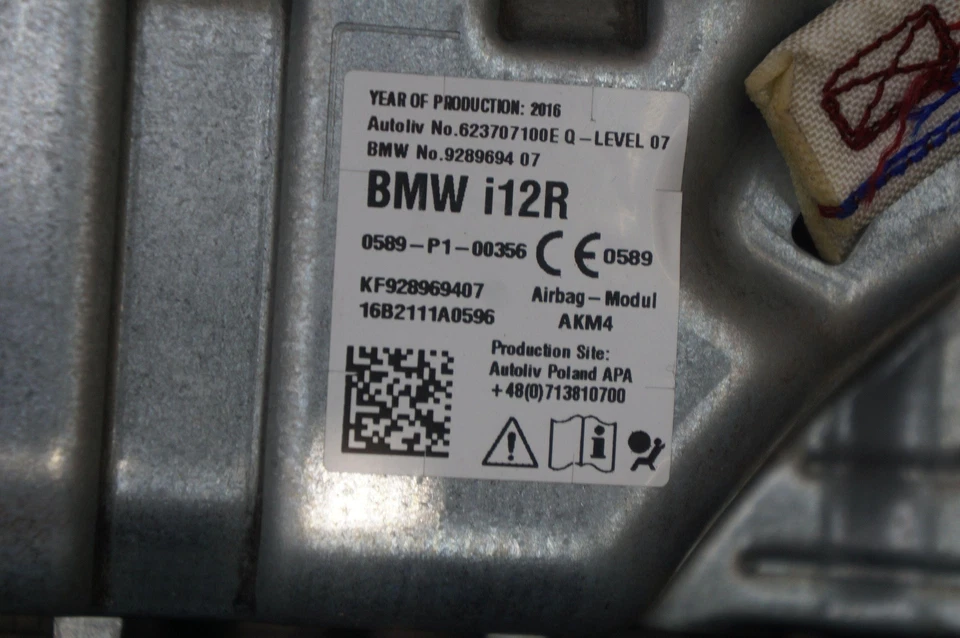 YEAR OF PRODUCTION: 2016
Autoliv No.623707100E Q-LEVEL 07
BMW No.9289694 07
BMW i12R
0589-P1-00356 CE 0589
KF928969407
16B2111A0596
Airbag-Modul
AKM4
Production Site:
Autoliv Poland APA
+48(0)713810700